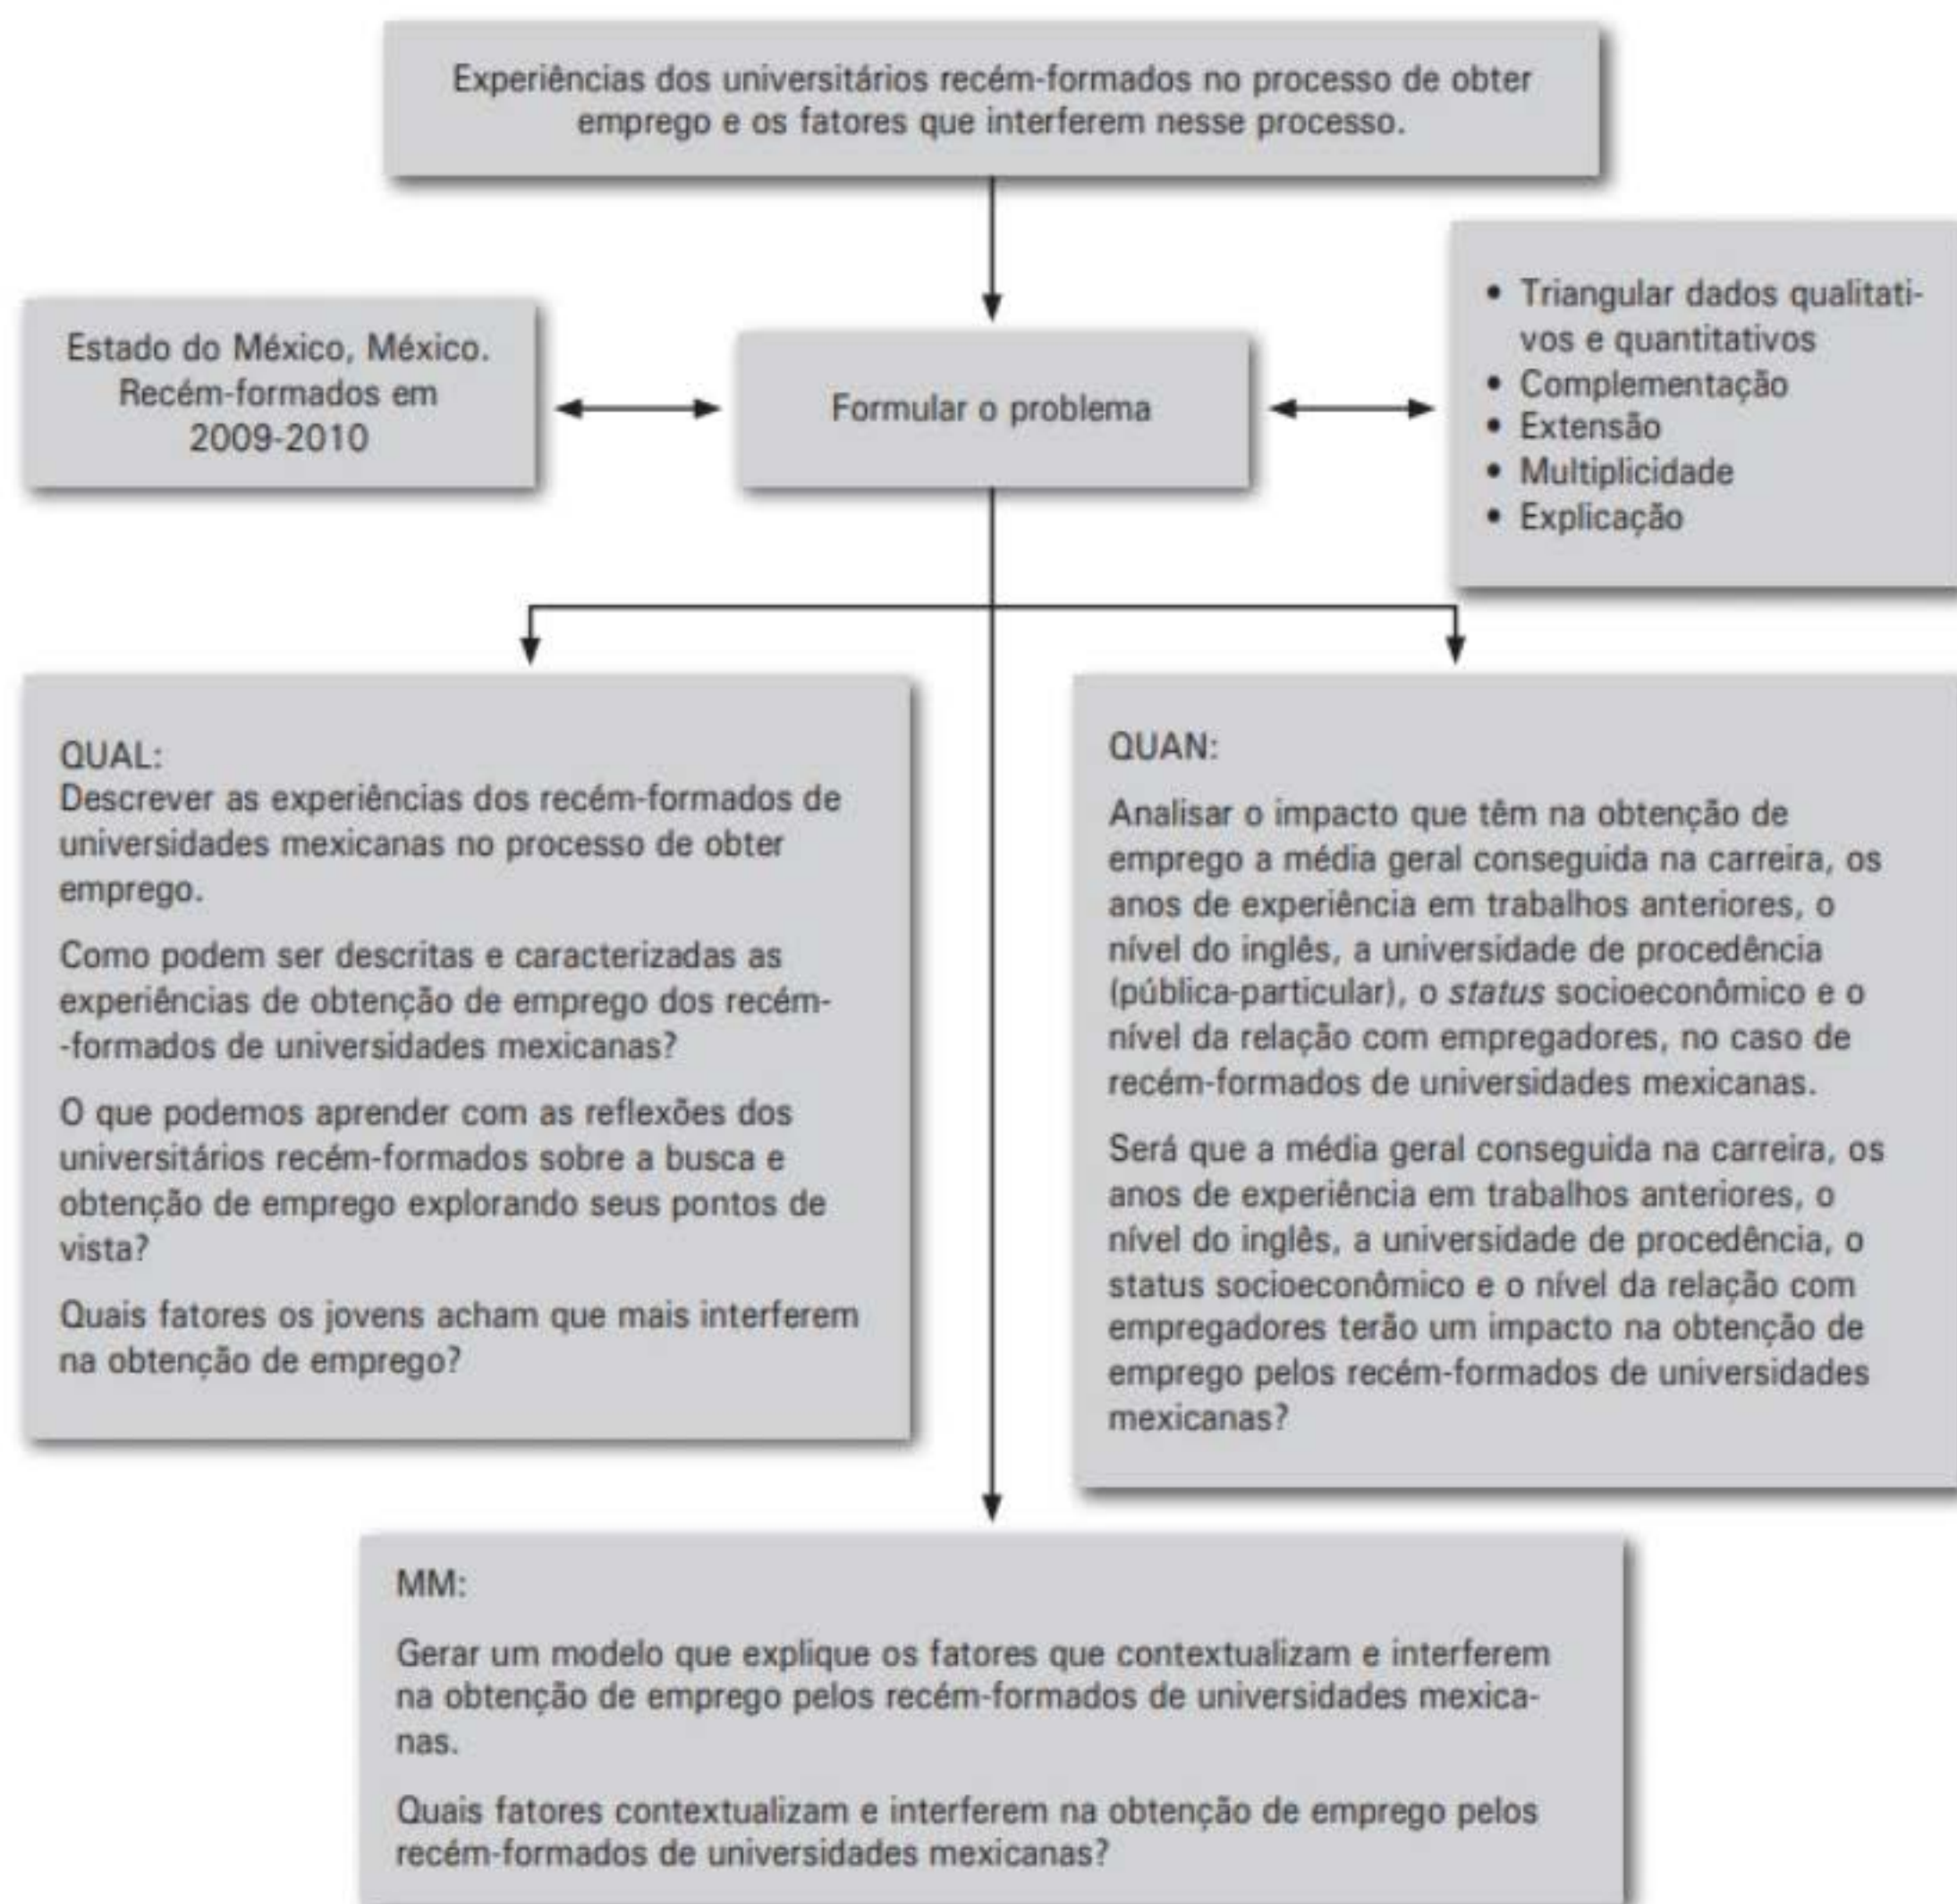 Experiências dos universitários recém-formados no processo de obter
emprego e os fatores que interferem nesse processo.
Estado do México, México.
Recém-formados em
2009-2010
Formular o problema
• Triangular dados qualitati-
vos e quantitativos
• Complementação
• Extensão
• Multiplicidade
• Explicação
QUAL:
Descrever as experiências dos recém-formados de
universidades mexicanas no processo de obter
emprego.
Como podem ser descritas e caracterizadas as
experiências de obtenção de emprego dos recém-
-formados de universidades mexicanas?
O que podemos aprender com as reflexões dos
universitários recém-formados sobre a busca e
obtenção de emprego explorando seus pontos de
vista?
Quais fatores os jovens acham que mais interferem
na obtenção de emprego?
QUAN:
Analisar o impacto que têm na obtenção de
emprego a média geral conseguida na carreira, os
anos de experiência em trabalhos anteriores, o
nível do inglês, a universidade de procedência
(pública-particular), o status socioeconômico e o
nível da relação com empregadores, no caso de
recém-formados de universidades mexicanas.
Será que a média geral conseguida na carreira, os
anos de experiência em trabalhos anteriores, o
nível do inglês, a universidade de procedência, o
status socioeconômico e o nível da relação com
empregadores terão um impacto na obtenção de
emprego pelos recém-formados de universidades
mexicanas?
MM:
Gerar um modelo que explique os fatores que contextualizam e interferem
na obtenção de emprego pelos recém-formados de universidades mexica-
nas.
Quais fatores contextualizam e interferem na obtenção de emprego pelos
recém-formados de universidades mexicanas?